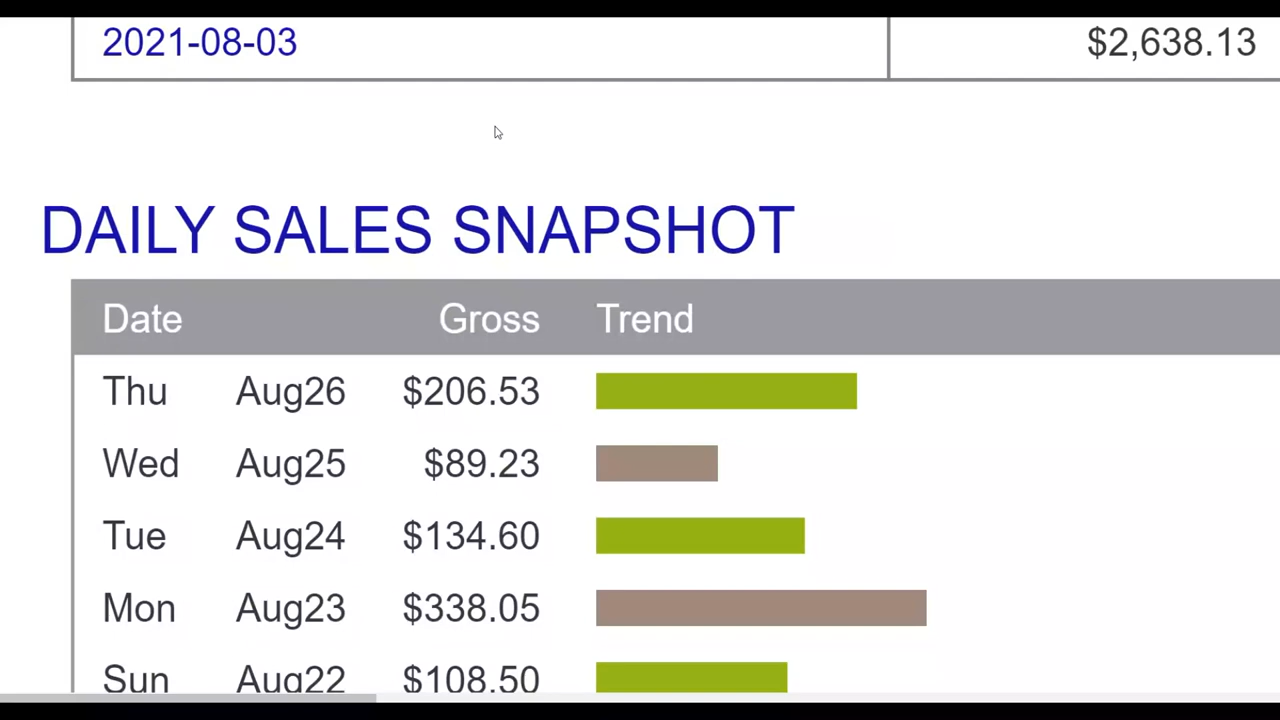 2021-08-03 $2,638.13
DAILY SALES SNAPSHOT
Date Gross Trend
Thu Aug26 $206.53
Wed Aug25 $89.23
Tue Aug24 $134.60
Mon Aug23 $338.05
Sun Aug22 $108.50